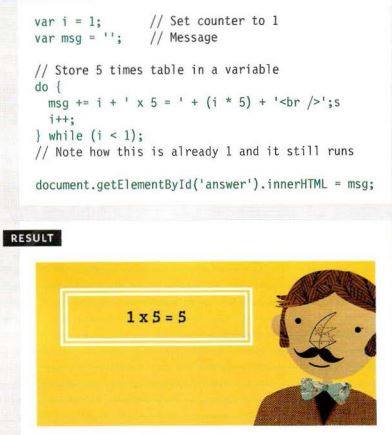 var i = 1;        // Set counter to 1
var msg = '';     // Message
// Store 5 times table in a variable
do {
  msg += i + ' x 5 = ' + (i * 5) + '<br />';s
  i++;
} while (i < 1);
// Note how this is already 1 and it still runs
document.getElementById('answer').innerHTML = msg;
RESULT
1 x 5 = 5